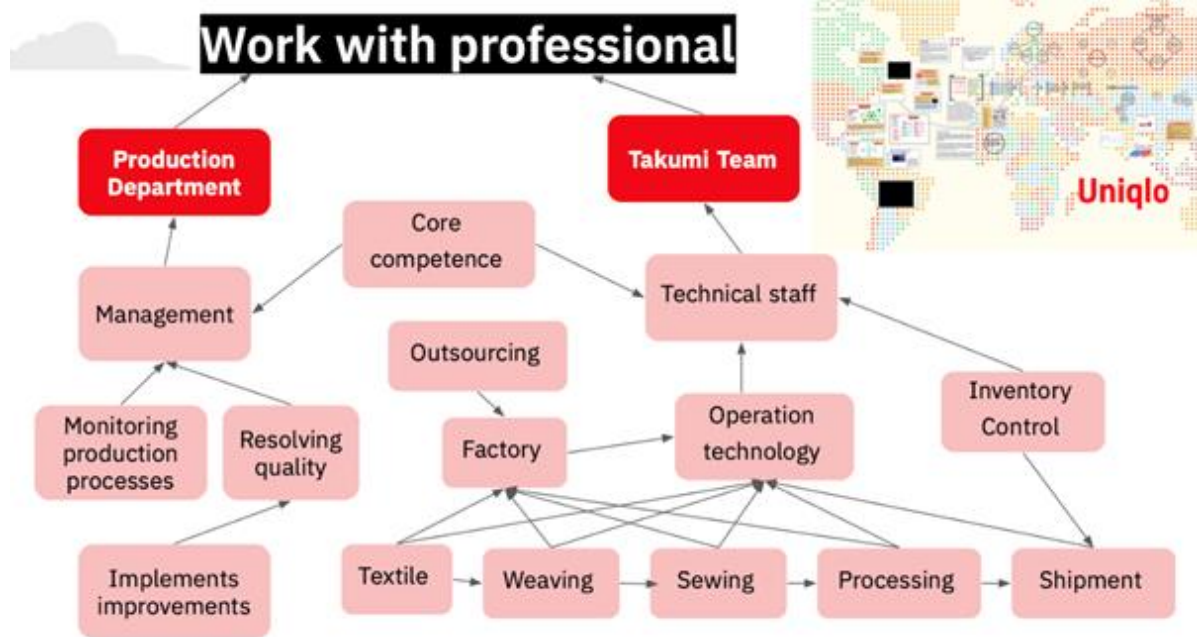 Work with professional
Production
Department
Takumi Team
Uniqlo
Core
competence
Management
Technical staff
Outsourcing
Monitoring
production
processes
Resolving
quality
Factory
Operation
technology
Inventory
Control
Implements
improvements
Textile
Weaving
Sewing
Processing
Shipment